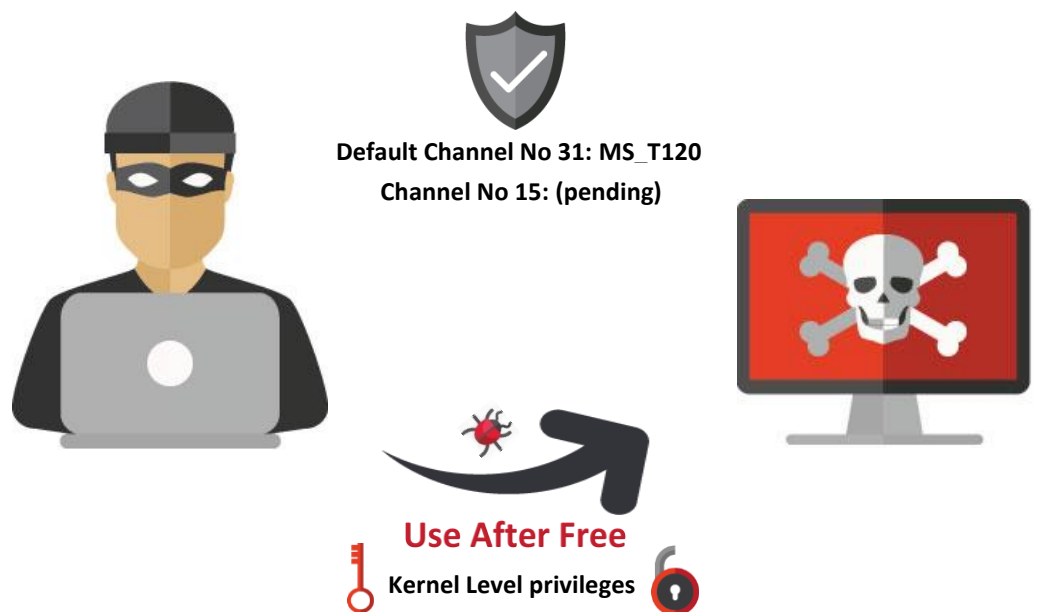 Default Channel No 31: MS_T120
Channel No 15: (pending)
Use After Free
Kernel Level privileges